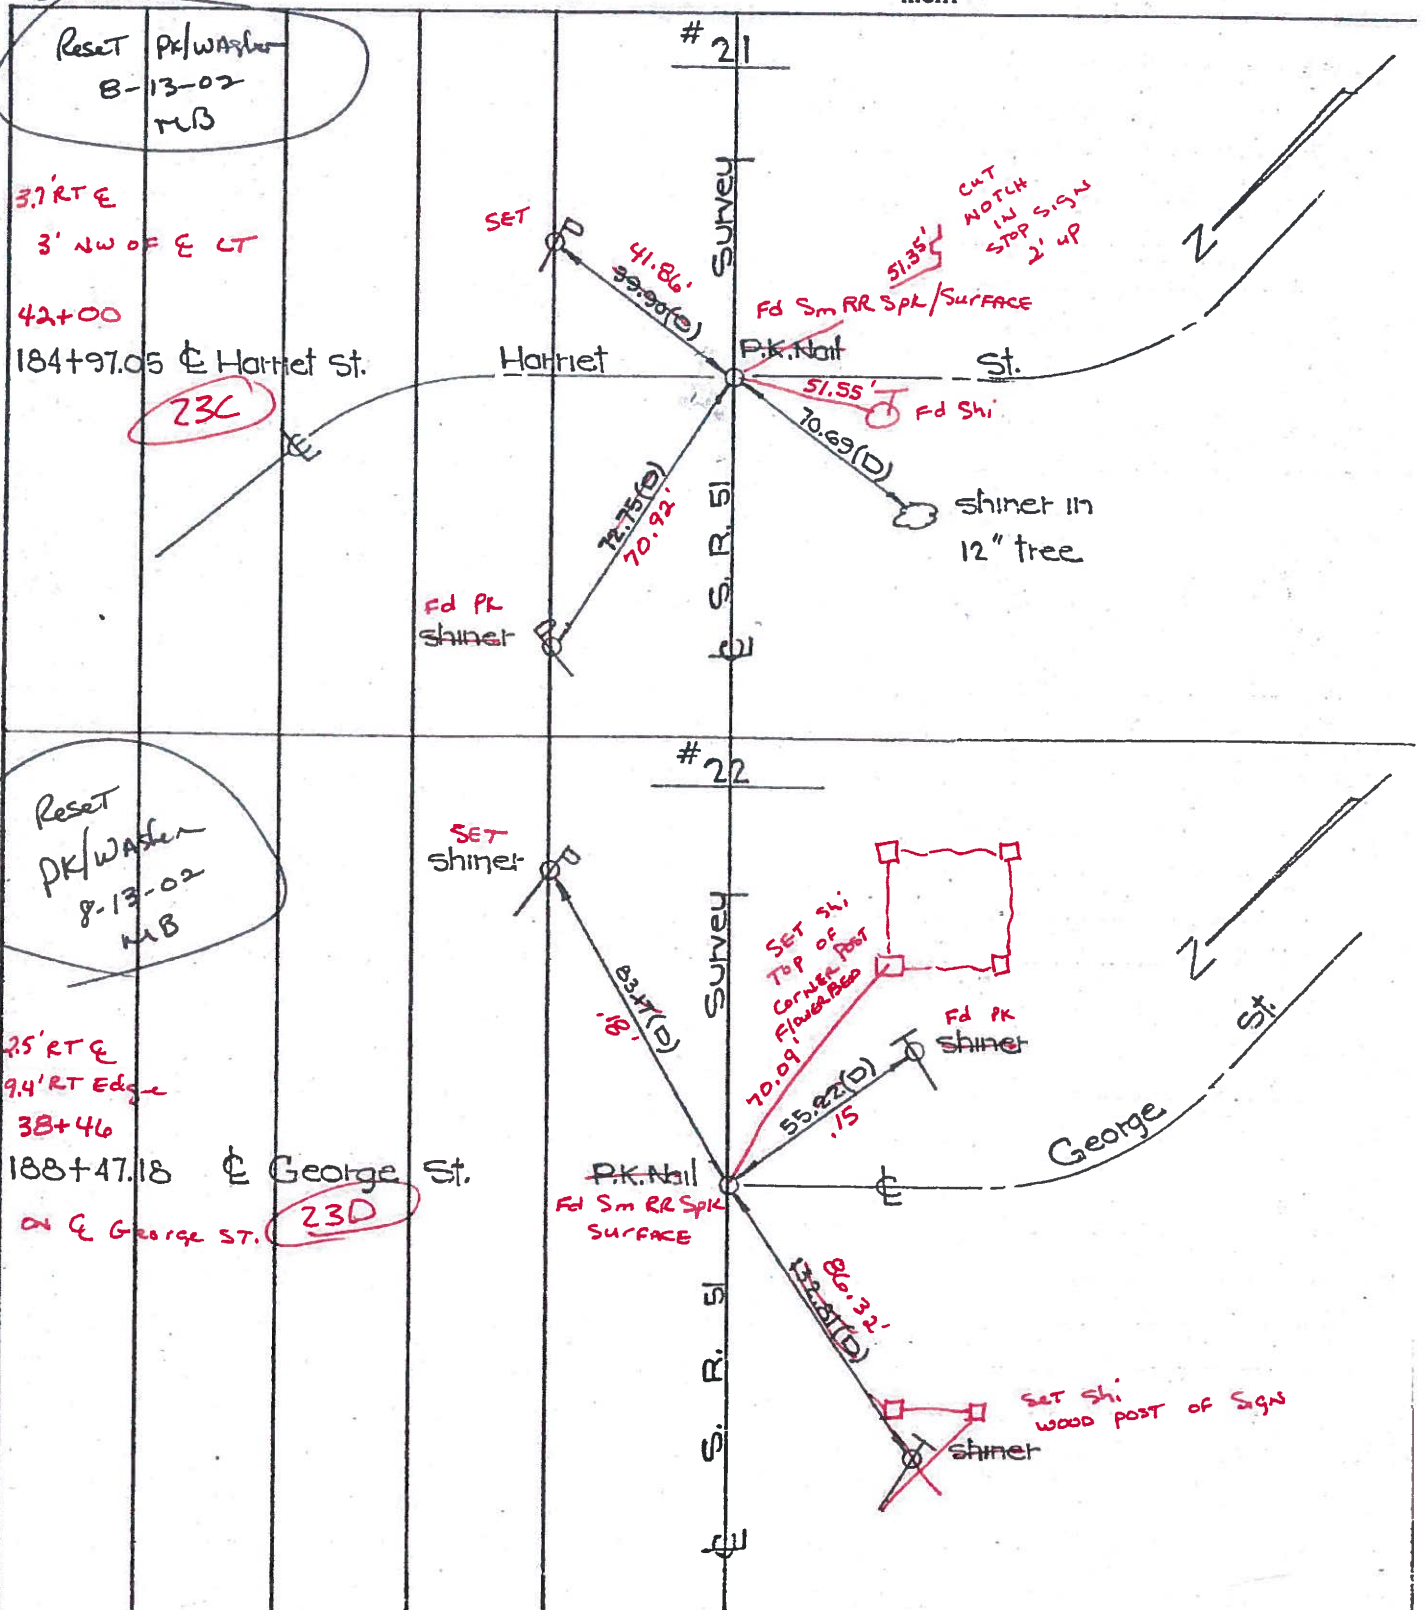 # 21
Reset PK/Washer
8-13-02
MB
3.7' RT ℄
3' NW OF ℄ LT
42+00
184+97.05 ℄ Harriet St.
23C
SET
41.86'
39.90(D)
Survey
CUT
NOTCH
IN
STOP SIGN
2' UP
51.35'
Fd Sm RR Spk/Surface
P.K. Nail
Harriet
St.
51.55'
Fd Shi
70.69(D)
shiner in
12" tree
℄
72.75(D)
70.92'
Fd PK
shiner
S. R. 51
℄
N
# 22
Reset
PK/Washer
8-13-02
MB
2.5' RT ℄
9.4' RT Edge
38+46
188+47.18 ℄ George St.
ON ℄ George ST.
23D
SET
shiner
83.17(D)
.18'
Survey
SET Shi
TOP OF
CORNER POST
FlowerBED
70.09'
Fd PK
shiner
55.22(D)
.15
N
George St.
℄
P.K. Nail
Fd Sm RR Spk
Surface
86.32'
132.81(D)
Set Shi
WOOD POST OF SIGN
shiner
S. R. 51
℄